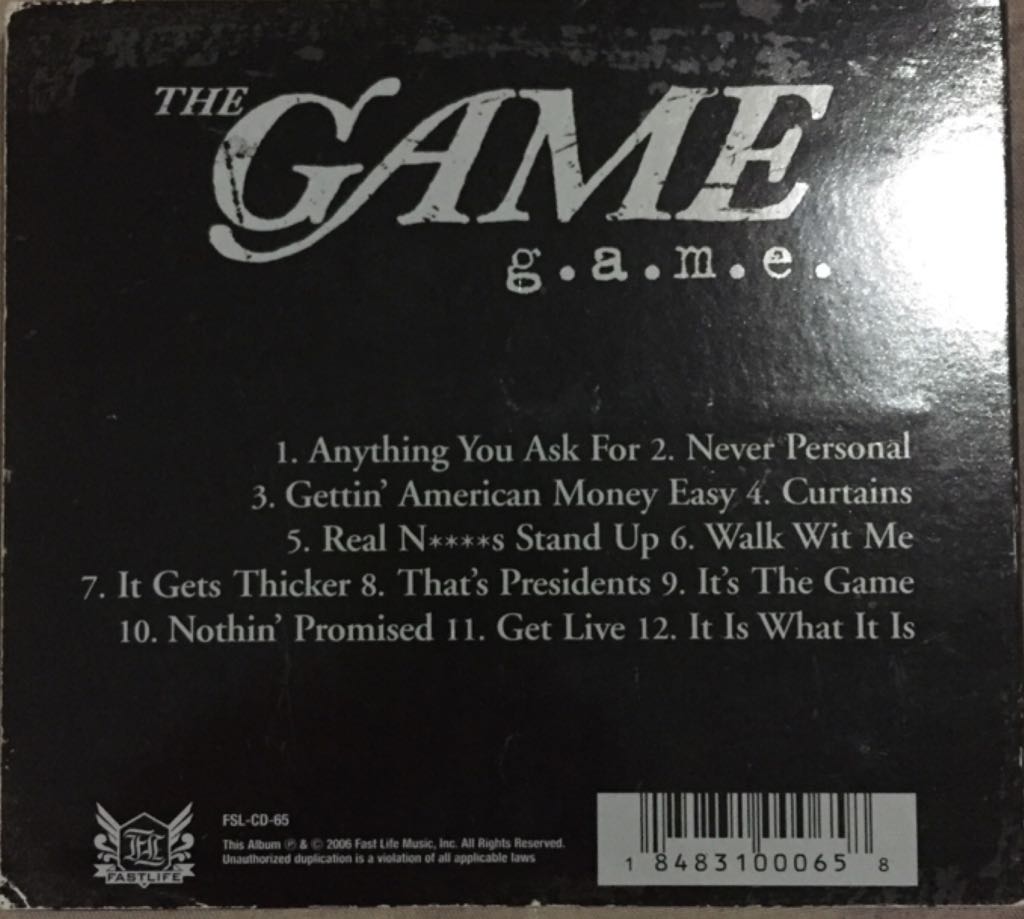 THE GAME
g.a.m.e.
1. Anything You Ask For 2. Never Personal
3. Gettin' American Money Easy 4. Curtains
5. Real N****s Stand Up 6. Walk Wit Me
7. It Gets Thicker 8. That's Presidents 9. It's The Game
10. Nothin' Promised 11. Get Live 12. It Is What It Is
FL
FASTLIFE
FSL-CD-65
This Album ℗ & © 2006 Fast Life Music, Inc. All Rights Reserved.
Unauthorized duplication is a violation of all applicable laws
1 8483100065 8